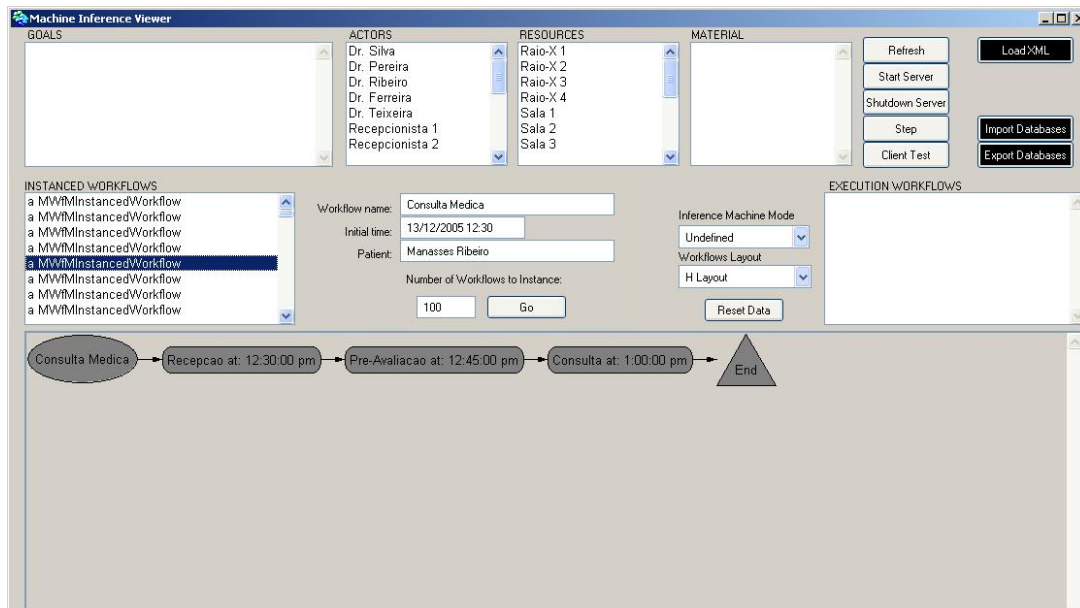 Machine Inference Viewer
GOALS
ACTORS
RESOURCES
MATERIAL
Dr. Silva
Dr. Pereira
Dr. Ribeiro
Dr. Ferreira
Dr. Teixeira
Recepcionista 1
Recepcionista 2
Raio-X 1
Raio-X 2
Raio-X 3
Raio-X 4
Sala 1
Sala 2
Sala 3
Refresh
Start Server
Shutdown Server
Step
Client Test
Load XML
Import Databases
Export Databases
INSTANCED WORKFLOWS
a MWfMInstancedWorkflow
a MWfMInstancedWorkflow
a MWfMInstancedWorkflow
a MWfMInstancedWorkflow
a MWfMInstancedWorkflow
a MWfMInstancedWorkflow
a MWfMInstancedWorkflow
a MWfMInstancedWorkflow
Workflow name: Consulta Medica
Initial time: 13/12/2005 12:30
Patient: Manasses Ribeiro
Number of Workflows to Instance:
100
Go
Inference Machine Mode
Undefined
Workflows Layout
H Layout
Reset Data
EXECUTION WORKFLOWS
Consulta Medica
Recepcao at: 12:30:00 pm
Pre-Avaliacao at: 12:45:00 pm
Consulta at: 1:00:00 pm
End